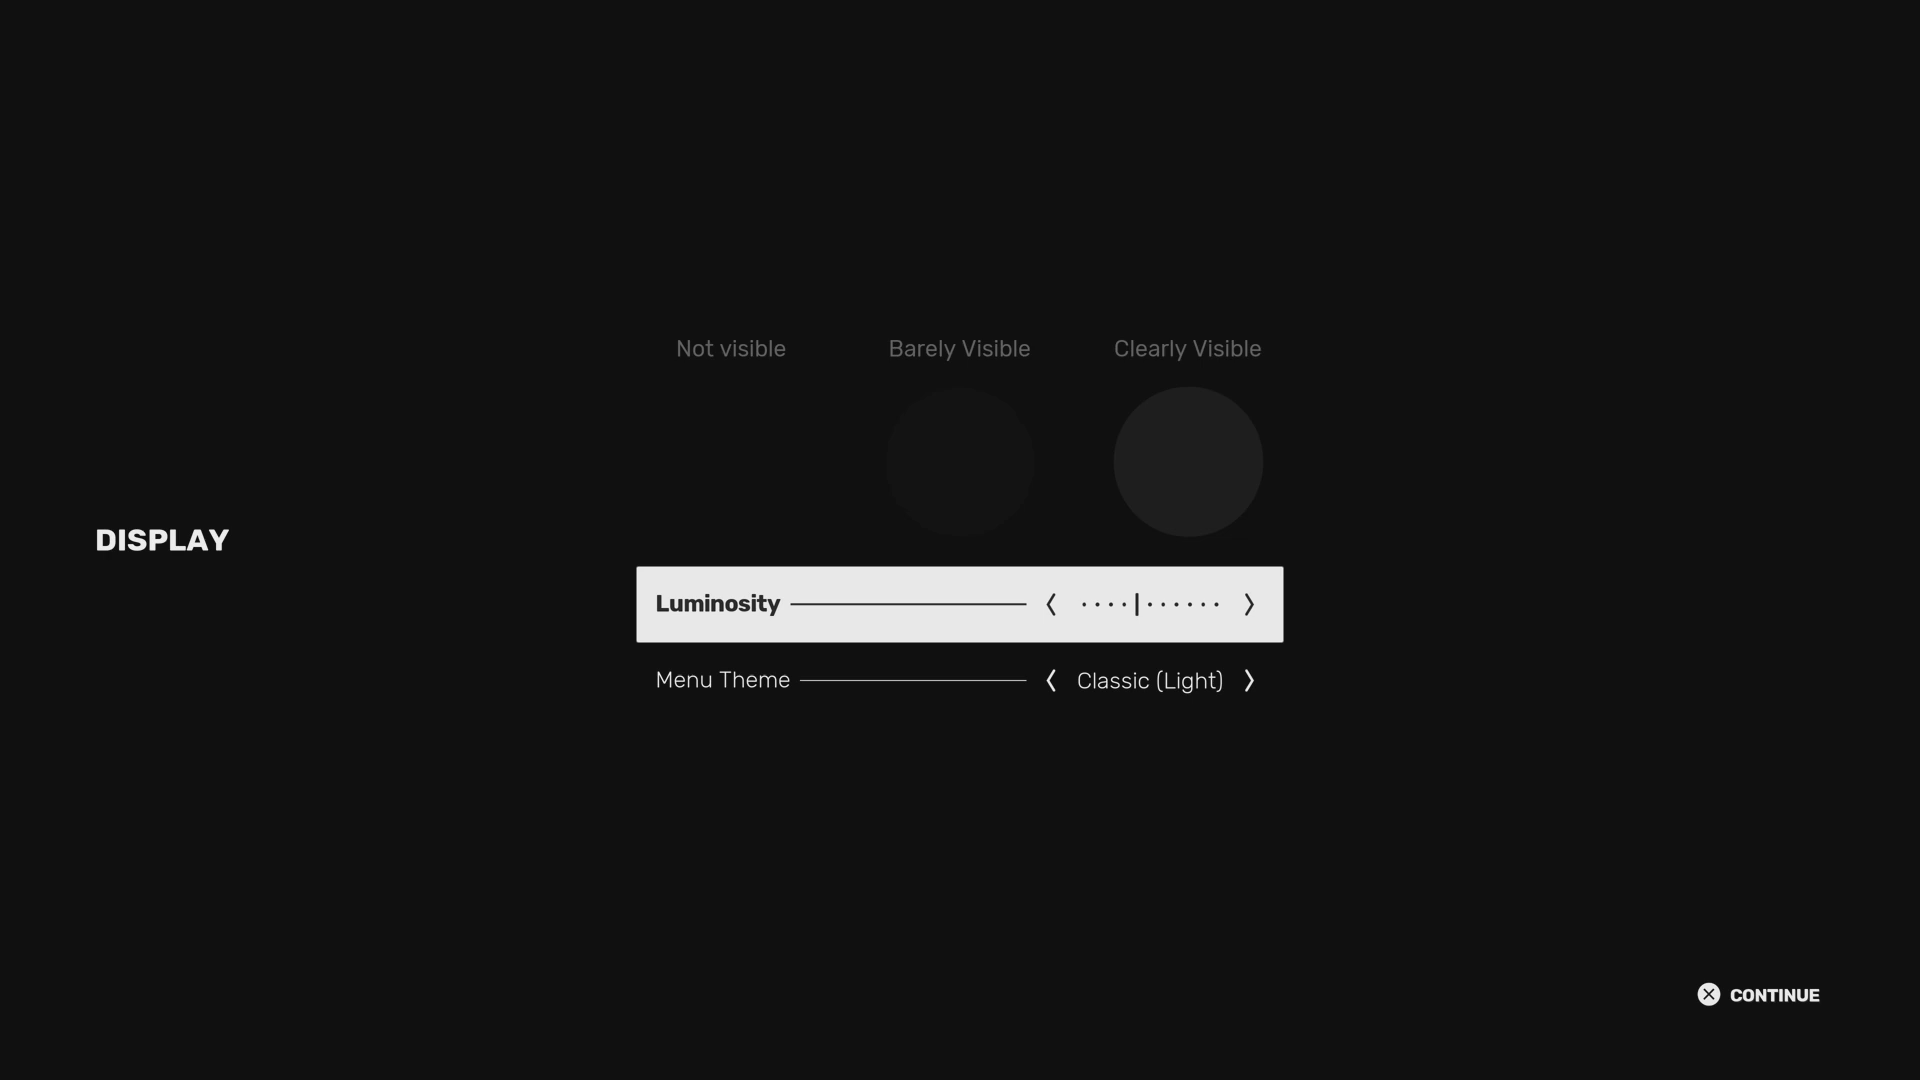 Not visible
Barely Visible
Clearly Visible
DISPLAY
Luminosity
Menu Theme
Classic (Light)
CONTINUE